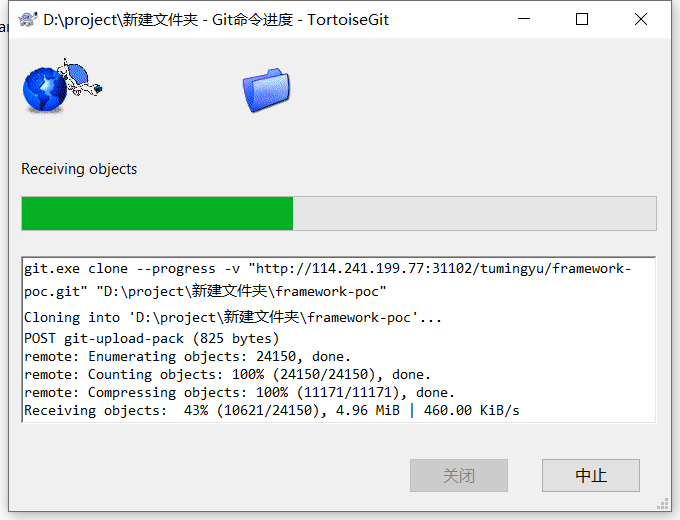 D:\project\新建文件夹 - Git命令进度 - TortoiseGit
Receiving objects
git.exe clone --progress -v "http://114.241.199.77:31102/tumingyu/framework-
poc.git" "D:\project\新建文件夹\framework-poc"
Cloning into 'D:\project\新建文件夹\framework-poc'...
POST git-upload-pack (825 bytes)
remote: Enumerating objects: 24150, done.
remote: Counting objects: 100% (24150/24150), done.
remote: Compressing objects: 100% (11171/11171), done.
Receiving objects:  43% (10621/24150), 4.96 MiB | 460.00 KiB/s
关闭
中止